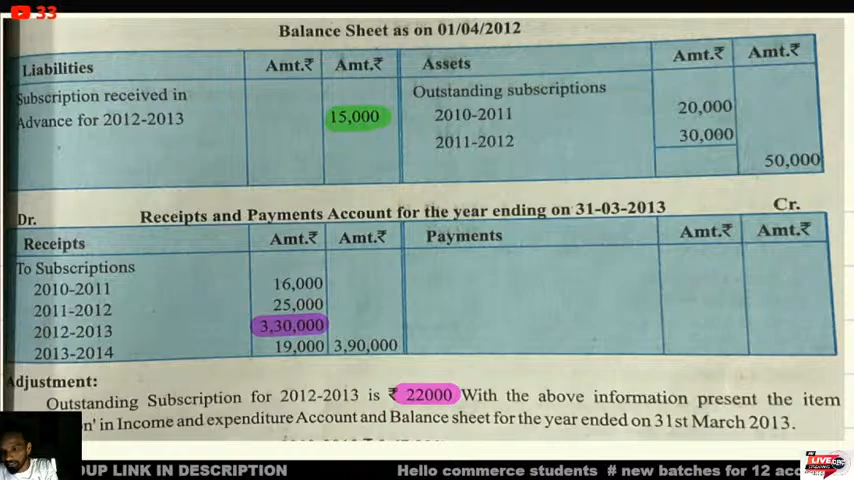 33
Balance Sheet as on 01/04/2012
Liabilities Amt.₹ Amt.₹ Assets Amt.₹ Amt.₹
Subscription received in Outstanding subscriptions
Advance for 2012-2013 15,000 2010-2011 20,000
2011-2012 30,000
50,000
Dr. Receipts and Payments Account for the year ending on 31-03-2013 Cr.
Receipts Amt.₹ Amt.₹ Payments Amt.₹ Amt.₹
To Subscriptions
2010-2011 16,000
2011-2012 25,000
2012-2013 3,30,000
2013-2014 19,000 3,90,000
Adjustment:
Outstanding Subscription for 2012-2013 is ₹ 22000 With the above information present the item
on' in Income and expenditure Account and Balance sheet for the year ended on 31st March 2013.
OUP LINK IN DESCRIPTION Hello commerce students # new batches for 12 acc
LIVE